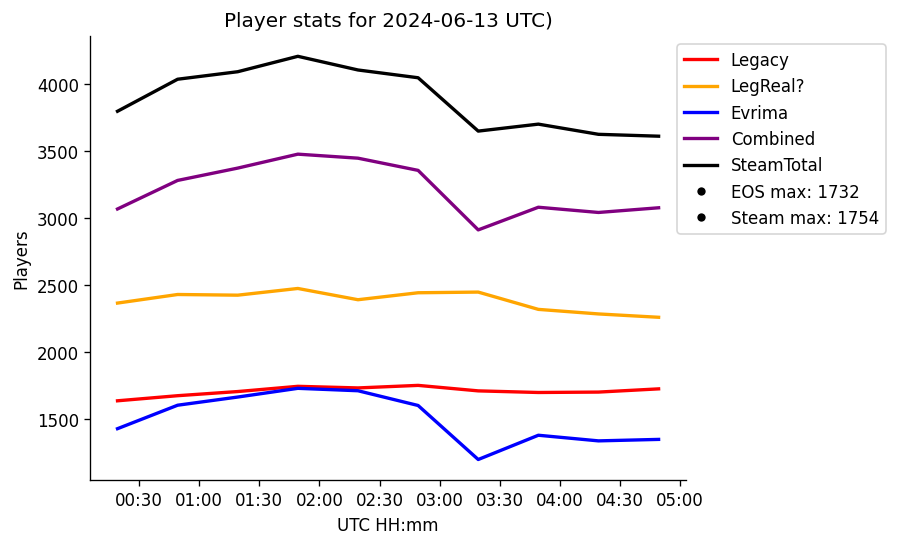 Player stats for 2024-06-13 UTC)
Legacy
LegReal?
Evrima
Combined
SteamTotal
EOS max: 1732
Steam max: 1754
Players
4000
3500
3000
2500
2000
1500
00:30 01:00 01:30 02:00 02:30 03:00 03:30 04:00 04:30 05:00
UTC HH:mm